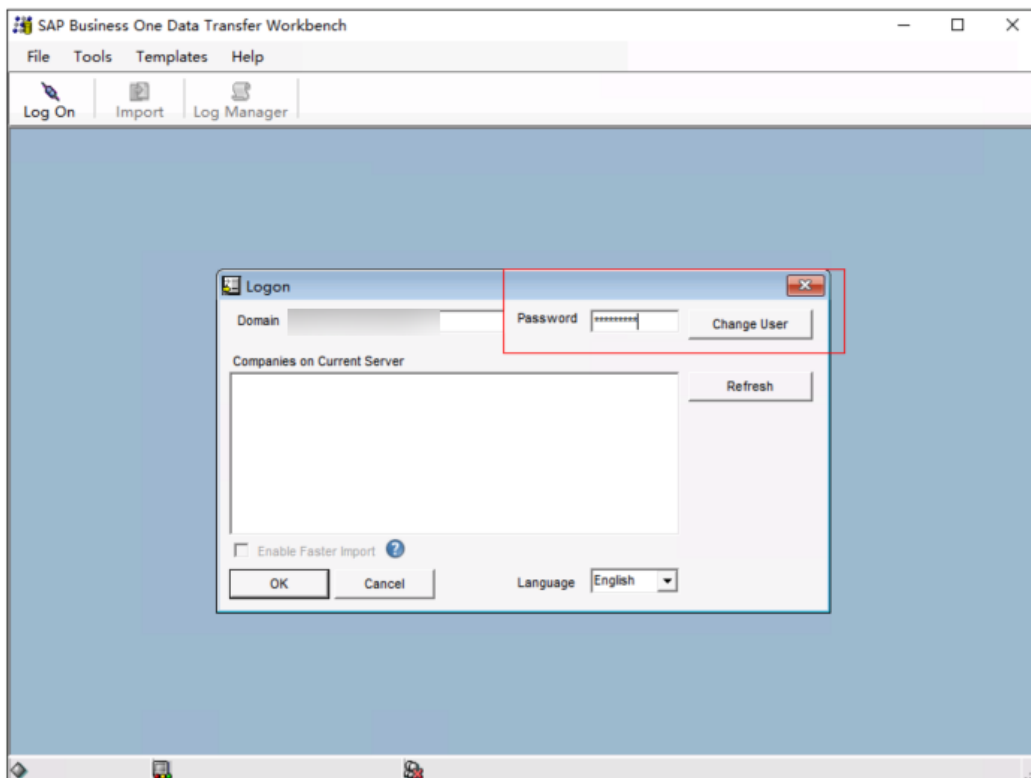 SAP Business One Data Transfer Workbench
File Tools Templates Help
Log On Import Log Manager
Logon
Domain Password ********* Change User
Companies on Current Server
Refresh
Enable Faster Import ?
OK Cancel Language English